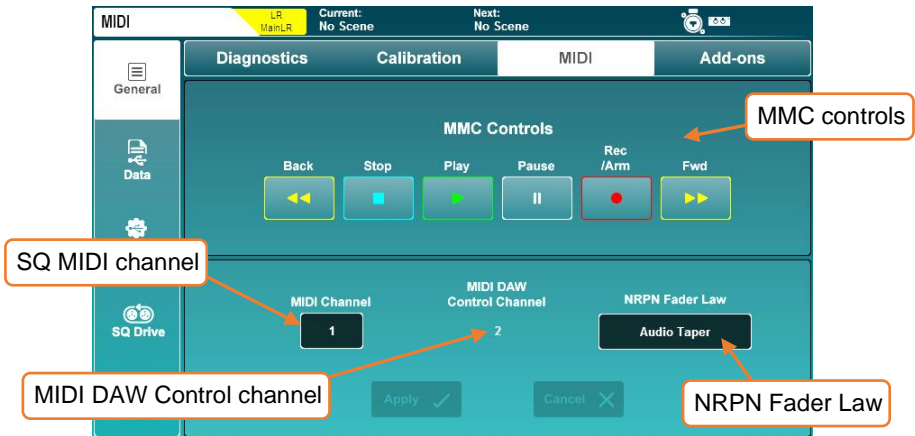 MIDI
LR
MainLR
Current:
No Scene
Next:
No Scene
Diagnostics
Calibration
MIDI
Add-ons
General
Data
SQ Drive
MMC Controls
Back
Stop
Play
Pause
Rec
/Arm
Fwd
MMC controls
SQ MIDI channel
MIDI Channel
1
MIDI DAW
Control Channel
2
NRPN Fader Law
Audio Taper
MIDI DAW Control channel
Apply
Cancel
NRPN Fader Law